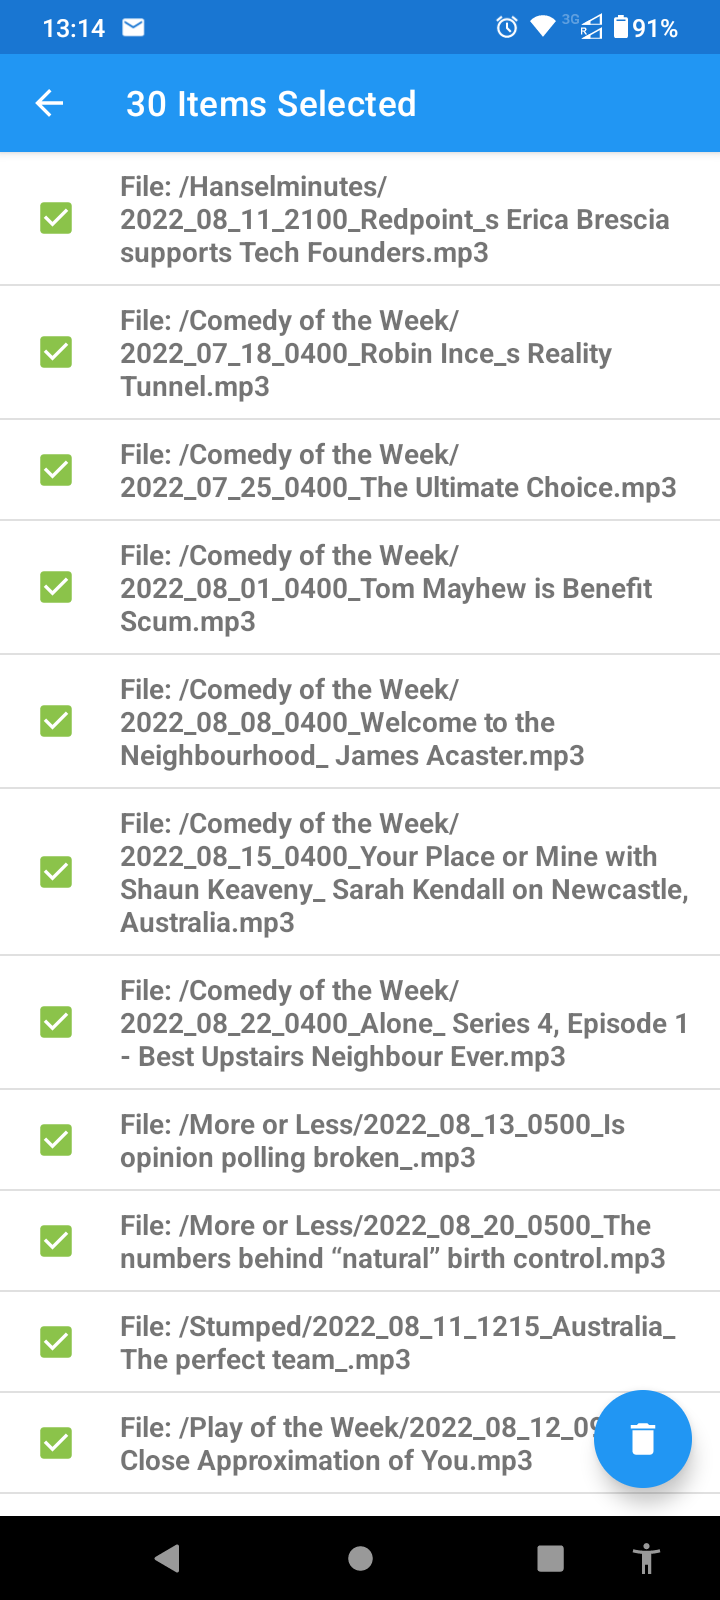 13:14
3G
R
91%
30 Items Selected
File: /Hanselminutes/
2022_08_11_2100_Redpoint_s Erica Brescia
supports Tech Founders.mp3
File: /Comedy of the Week/
2022_07_18_0400_Robin Ince_s Reality
Tunnel.mp3
File: /Comedy of the Week/
2022_07_25_0400_The Ultimate Choice.mp3
File: /Comedy of the Week/
2022_08_01_0400_Tom Mayhew is Benefit
Scum.mp3
File: /Comedy of the Week/
2022_08_08_0400_Welcome to the
Neighbourhood_ James Acaster.mp3
File: /Comedy of the Week/
2022_08_15_0400_Your Place or Mine with
Shaun Keaveny_ Sarah Kendall on Newcastle,
Australia.mp3
File: /Comedy of the Week/
2022_08_22_0400_Alone_ Series 4, Episode 1
- Best Upstairs Neighbour Ever.mp3
File: /More or Less/2022_08_13_0500_Is
opinion polling broken_.mp3
File: /More or Less/2022_08_20_0500_The
numbers behind “natural” birth control.mp3
File: /Stumped/2022_08_11_1215_Australia_
The perfect team_.mp3
File: /Play of the Week/2022_08_12_09
Close Approximation of You.mp3